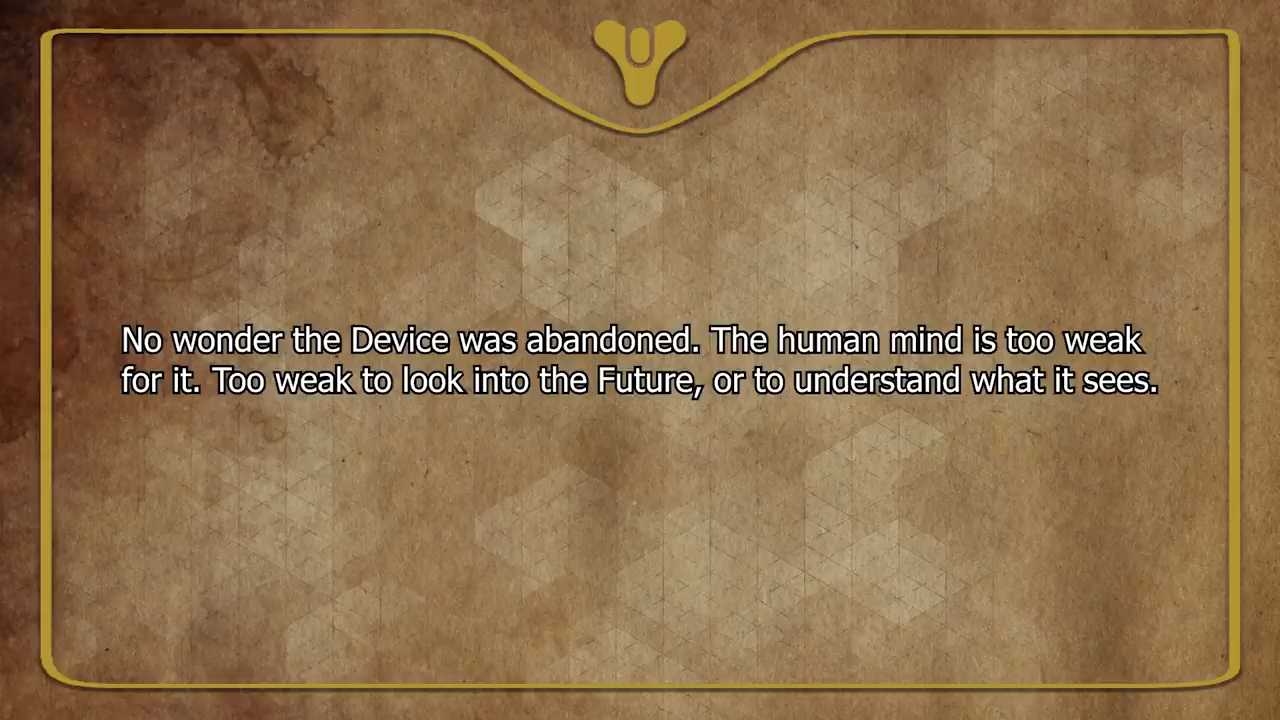 No wonder the Device was abandoned. The human mind is too weak
for it. Too weak to look into the Future, or to understand what it sees.